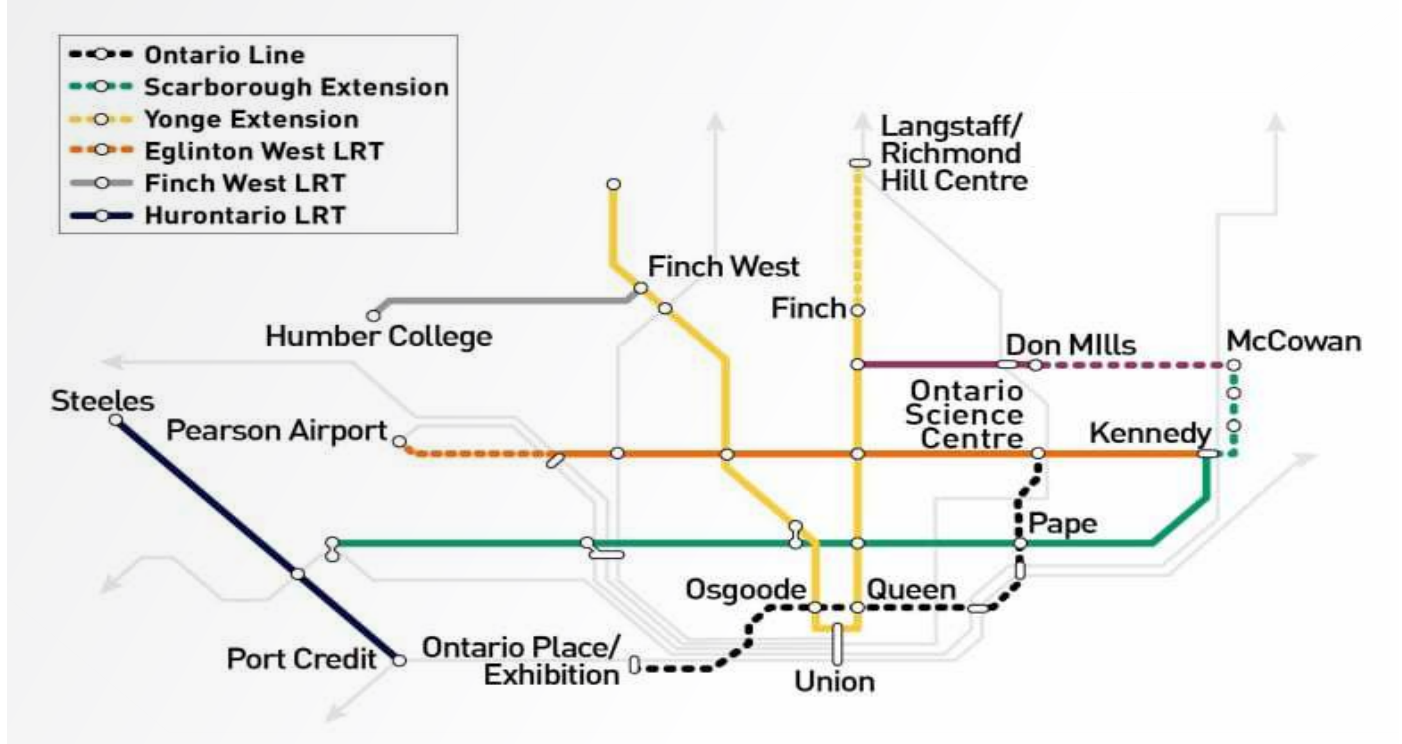 Ontario Line
Scarborough Extension
Yonge Extension
Eglinton West LRT
Finch West LRT
Hurontario LRT
Langstaff/
Richmond
Hill Centre
Finch West
Finch
Humber College
Don MIlls
McCowan
Steeles
Pearson Airport
Ontario
Science
Centre
Kennedy
Pape
Osgoode
Queen
Port Credit
Ontario Place/
Exhibition
Union